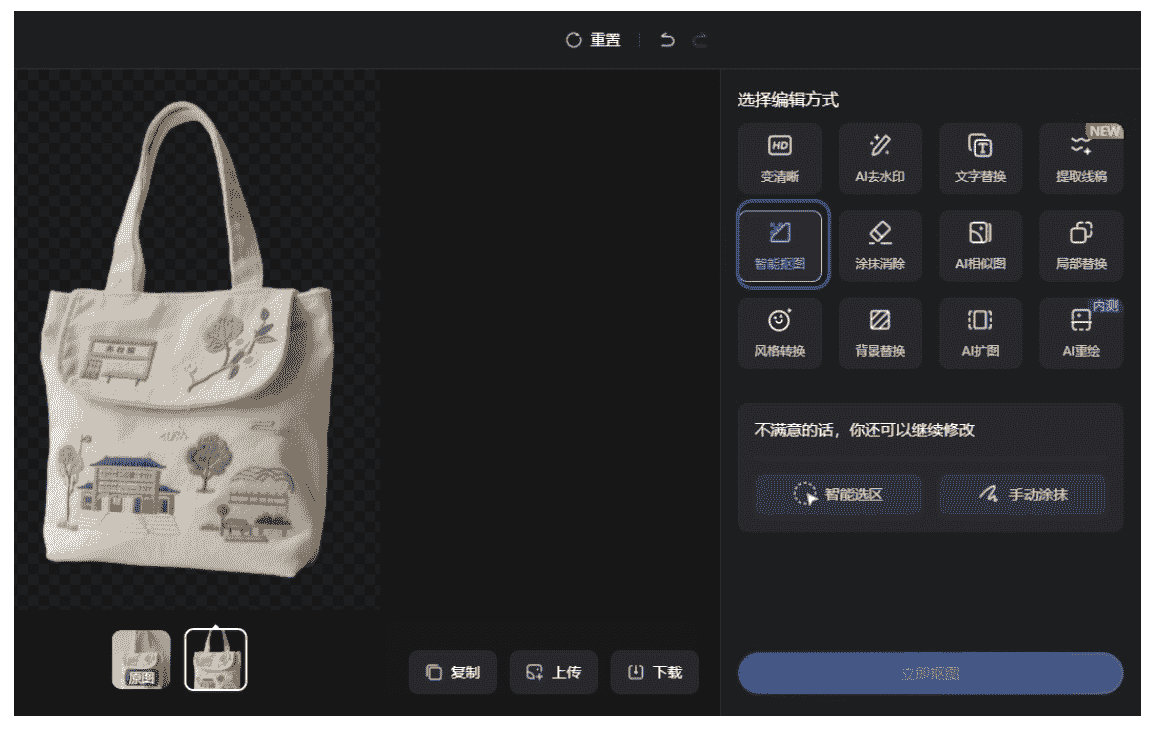 重置
选择编辑方式
HD
变清晰
AI去水印
T
文字替换
NEW
提取线稿
智能抠图
涂抹消除
AI相似图
局部替换
风格转换
背景替换
AI扩图
内测
AI重绘
不满意的话，你还可以继续修改
智能选区
手动涂抹
原图
复制
上传
下载
立即抠图